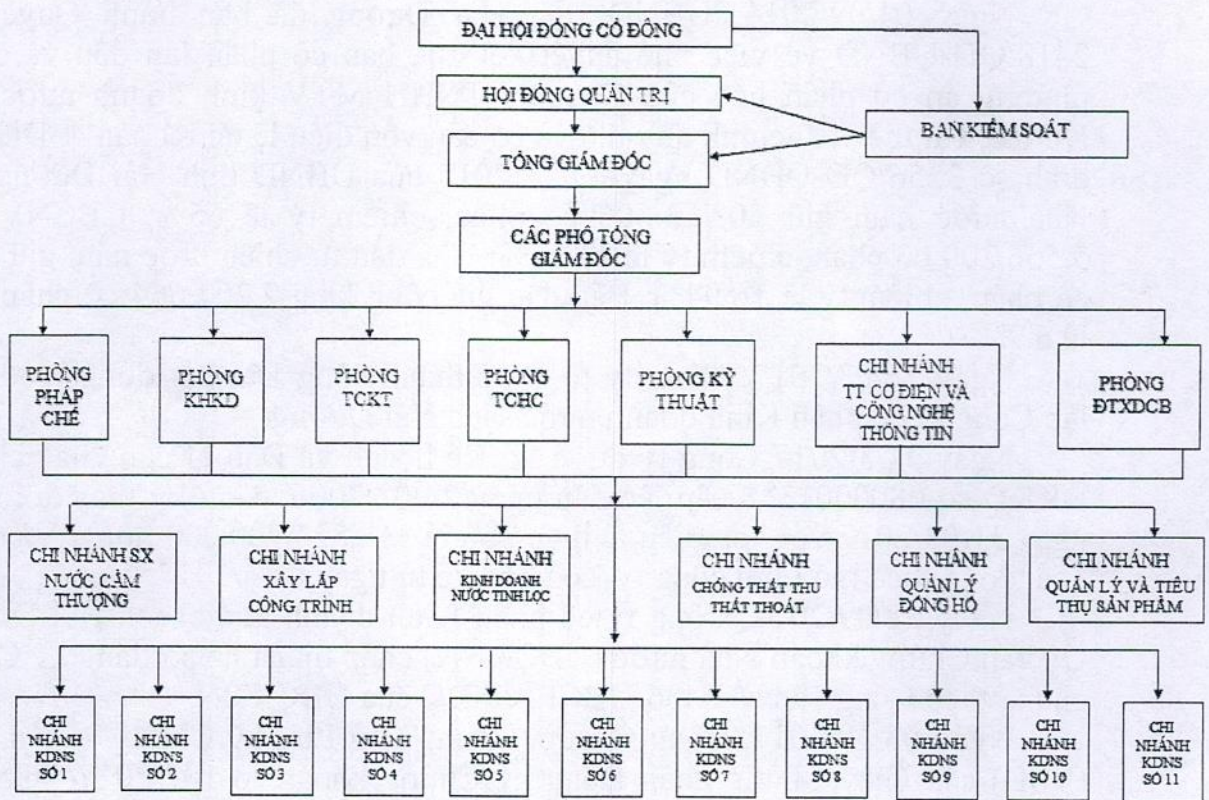 ĐẠI HỘI ĐỒNG CỔ ĐÔNG
HỘI ĐỒNG QUẢN TRỊ
BAN KIỂM SOÁT
TỔNG GIÁM ĐỐC
CÁC PHÓ TỔNG
GIÁM ĐỐC
PHÒNG
PHÁP
CHẾ
PHÒNG
KHKD
PHÒNG
TCKT
PHÒNG
TCHC
PHÒNG KỸ
THUẬT
CHI NHÁNH
TT CƠ ĐIỆN VÀ
CÔNG NGHỆ
THÔNG TIN
PHÒNG
ĐTXDCB
CHI NHÁNH SX
NƯỚC CẨM
THƯỢNG
CHI NHÁNH
XÂY LẮP
CÔNG TRÌNH
CHI NHÁNH
KINH DOANH
NƯỚC TINH LỌC
CHI NHÁNH
CHỐNG THẤT THU
THẤT THOÁT
CHI NHÁNH
QUẢN LÝ
ĐỒNG HỒ
CHI NHÁNH
QUẢN LÝ VÀ TIÊU
THỤ SẢN PHẨM
CHI
NHÁNH
KDNS
SỐ 1
CHI
NHÁNH
KDNS
SỐ 2
CHI
NHÁNH
KDNS
SỐ 3
CHI
NHÁNH
KDNS
SỐ 4
CHI
NHÁNH
KDNS
SỐ 5
CHI
NHÁNH
KDNS
SỐ 6
CHI
NHÁNH
KDNS
SỐ 7
CHI
NHÁNH
KDNS
SỐ 8
CHI
NHÁNH
KDNS
SỐ 9
CHI
NHÁNH
KDNS
SỐ 10
CHI
NHÁNH
KDNS
SỐ 11